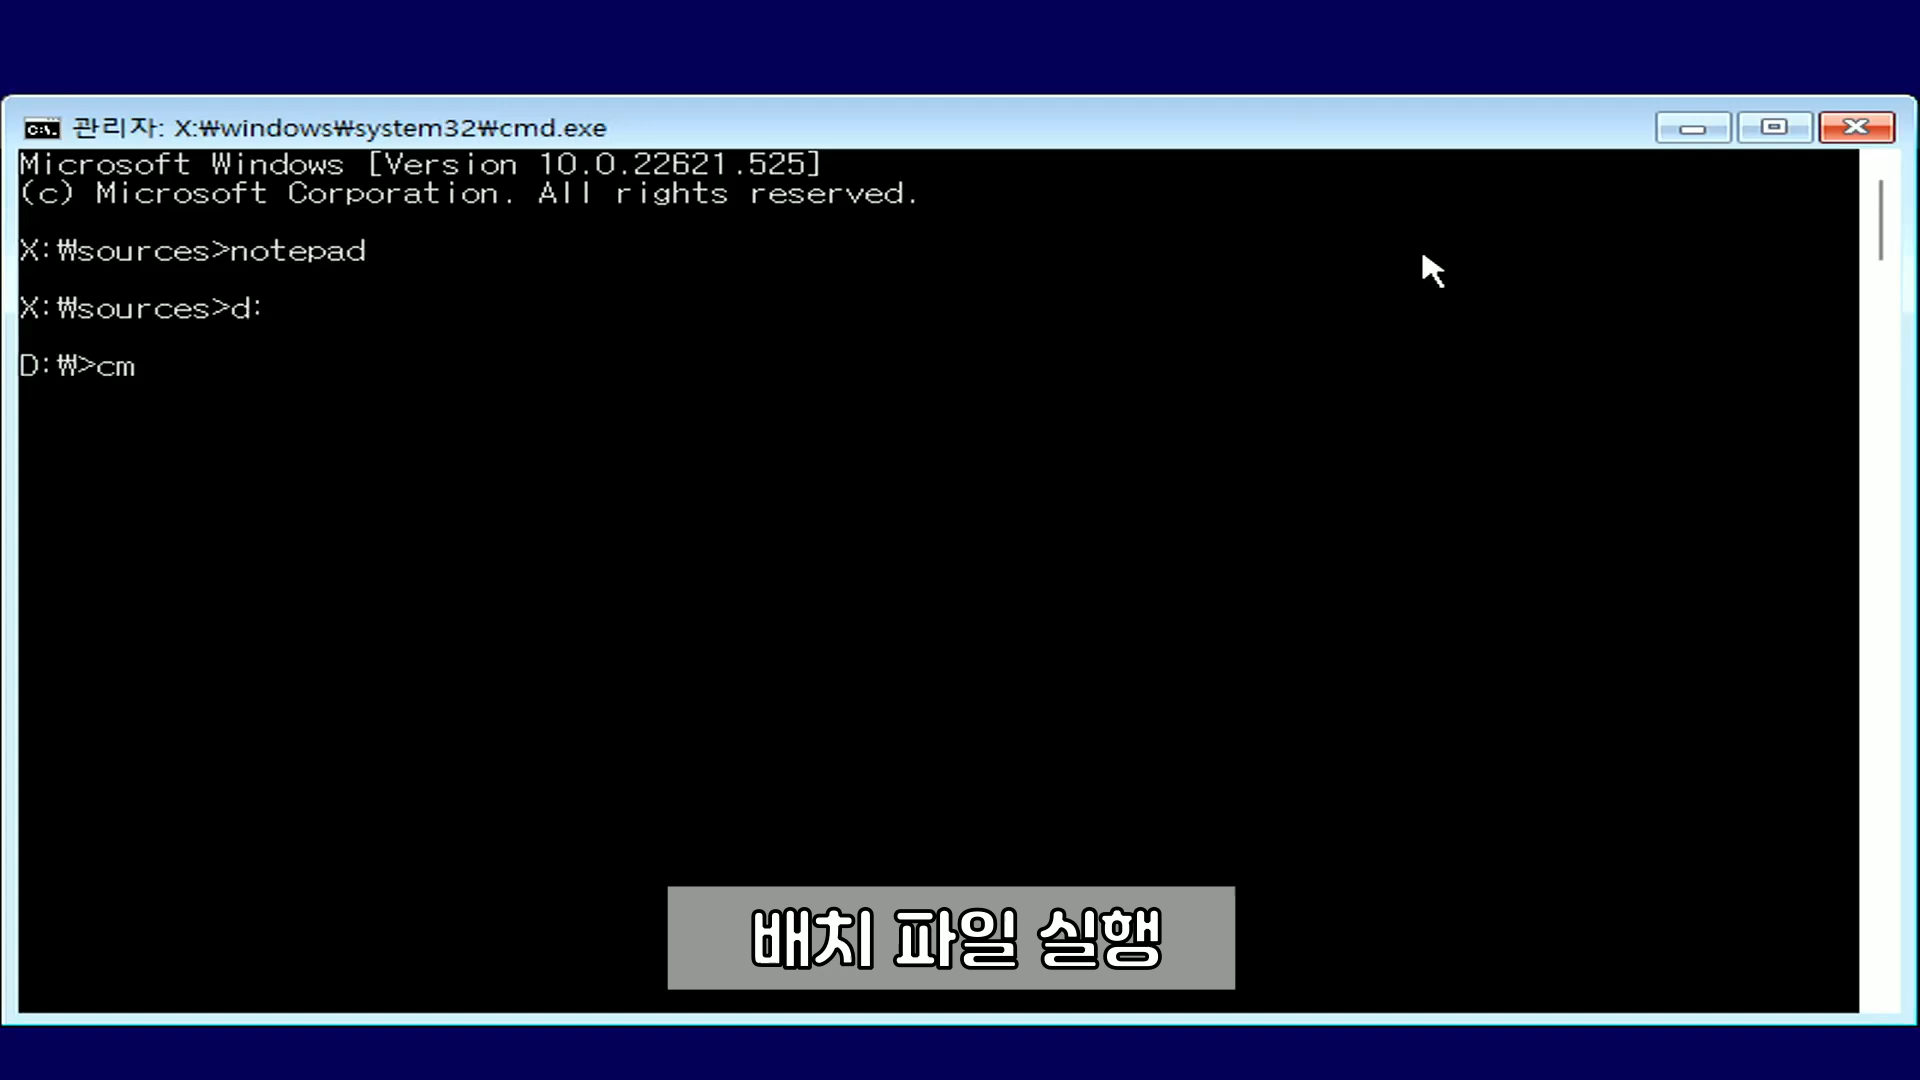 관리자: X:₩windows₩system32₩cmd.exe
Microsoft Windows [Version 10.0.22621.525]
(c) Microsoft Corporation. All rights reserved.
X:₩sources>notepad
X:₩sources>d:
D:₩>cm
배치 파일 실행